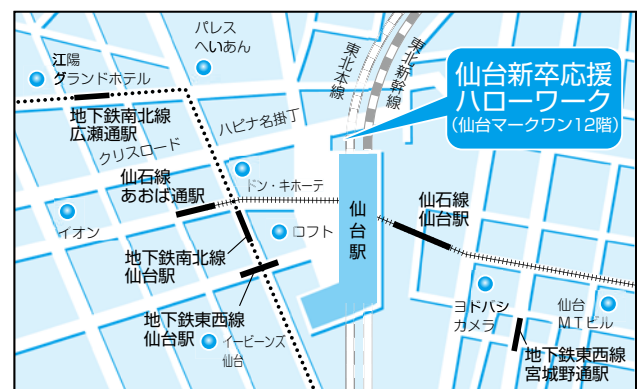 江陽
グランドホテル
パレス
へいあん
東北本線
東北新幹線
仙台新卒応援
ハローワーク
(仙台マークワン12階)
地下鉄南北線
広瀬通駅
ハピナ名掛丁
クリスロード
仙石線
あおば通駅
ドン・キホーテ
イオン
ロフト
仙台駅
仙石線
仙台駅
地下鉄南北線
仙台駅
地下鉄東西線
仙台駅
イービーンズ
仙台
ヨドバシ
カメラ
仙台
MTビル
地下鉄東西線
宮城野通駅